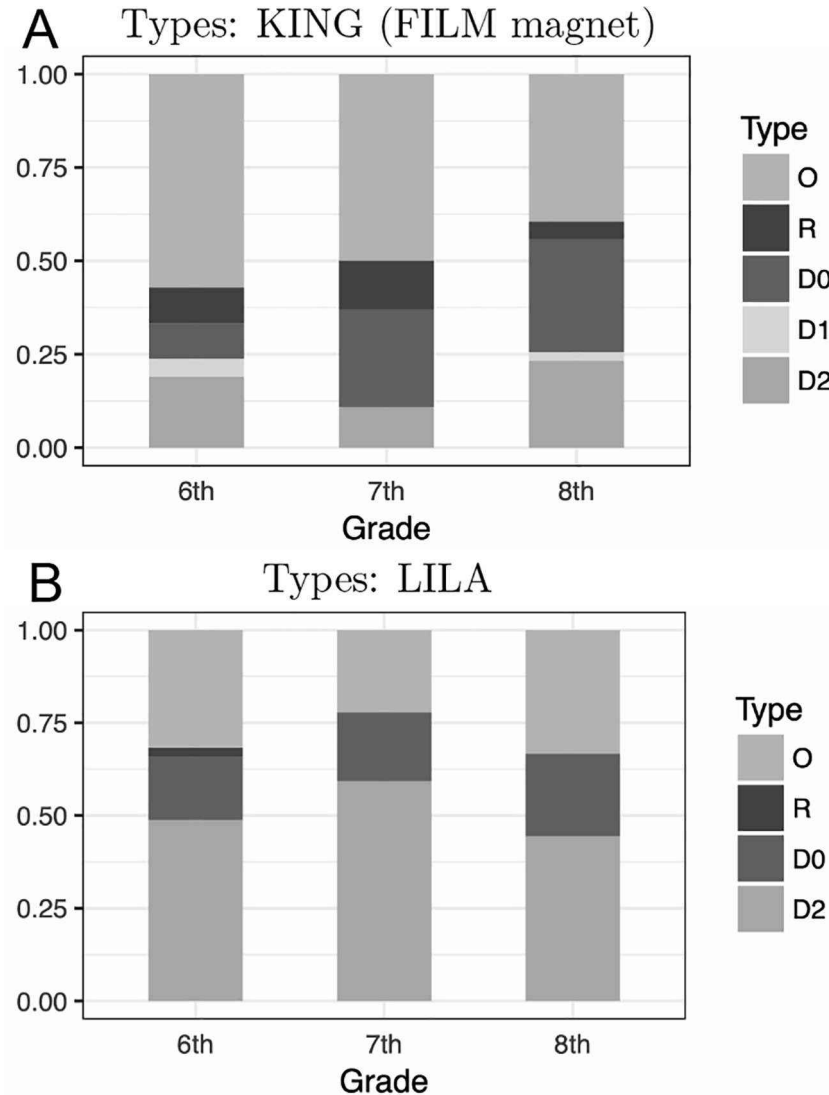 A Types: KING (FILM magnet)
1.00
0.75
0.50
0.25
0.00
6th 7th 8th
Grade
Type
O
R
D0
D1
D2
B Types: LILA
1.00
0.75
0.50
0.25
0.00
6th 7th 8th
Grade
Type
O
R
D0
D2